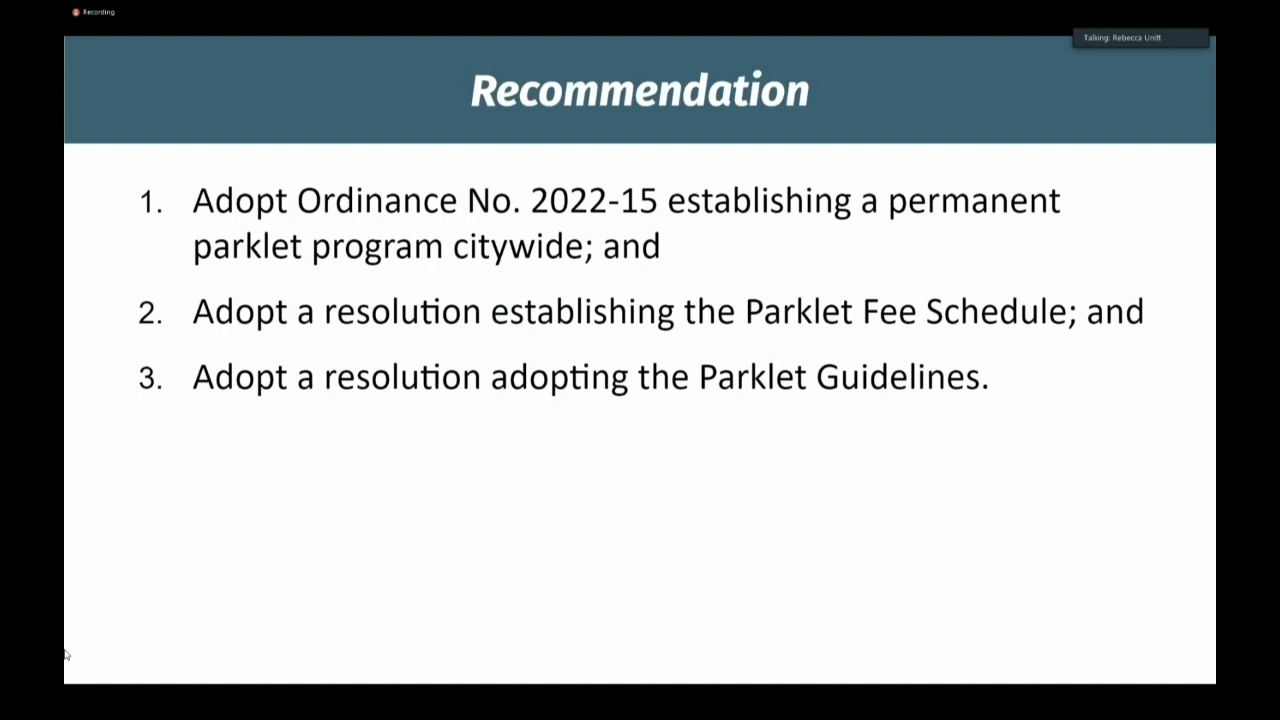 Recording
Talking: Rebecca Unitt
Recommendation
1. Adopt Ordinance No. 2022-15 establishing a permanent
parklet program citywide; and
2. Adopt a resolution establishing the Parklet Fee Schedule; and
3. Adopt a resolution adopting the Parklet Guidelines.